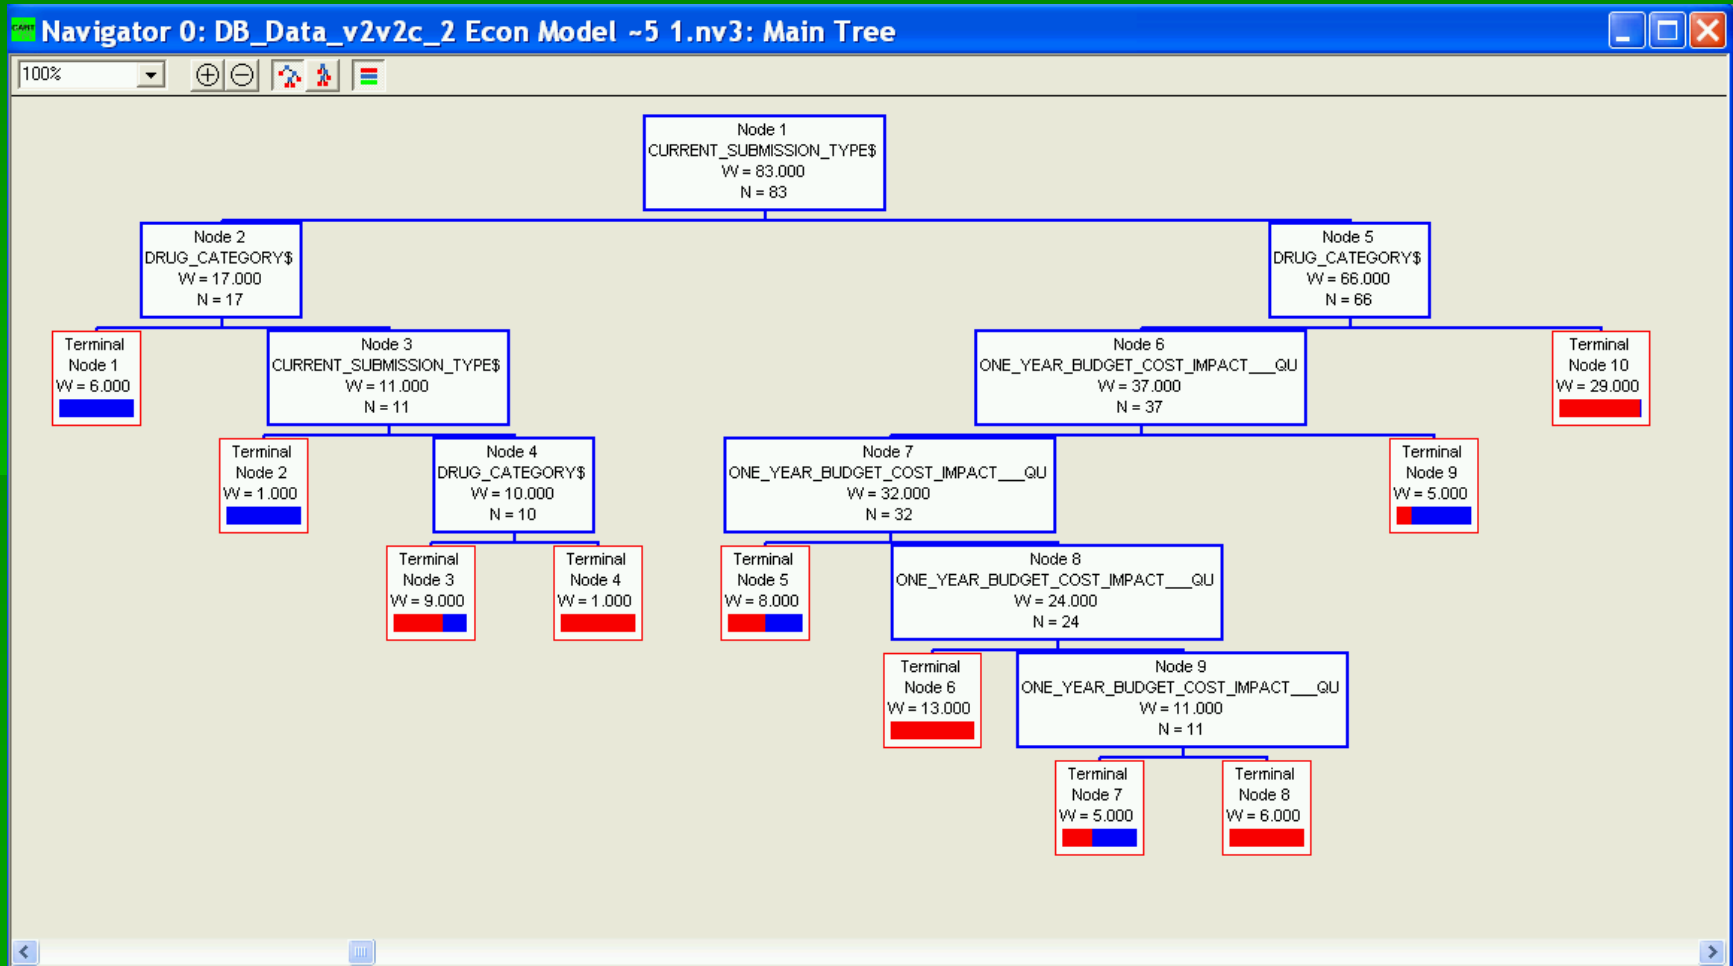 CART
Navigator 0: DB_Data_v2v2c_2 Econ Model ~5 1.nv3: Main Tree
100%
Node 1
CURRENT_SUBMISSION_TYPE$
W = 83.000
N = 83
Node 2
DRUG_CATEGORY$
W = 17.000
N = 17
Node 5
DRUG_CATEGORY$
W = 66.000
N = 66
Terminal
Node 1
W = 6.000
Node 3
CURRENT_SUBMISSION_TYPE$
W = 11.000
N = 11
Node 6
ONE_YEAR_BUDGET_COST_IMPACT___QU
W = 37.000
N = 37
Terminal
Node 10
W = 29.000
Terminal
Node 2
W = 1.000
Node 4
DRUG_CATEGORY$
W = 10.000
N = 10
Node 7
ONE_YEAR_BUDGET_COST_IMPACT___QU
W = 32.000
N = 32
Terminal
Node 9
W = 5.000
Terminal
Node 3
W = 9.000
Terminal
Node 4
W = 1.000
Terminal
Node 5
W = 8.000
Node 8
ONE_YEAR_BUDGET_COST_IMPACT___QU
W = 24.000
N = 24
Terminal
Node 6
W = 13.000
Node 9
ONE_YEAR_BUDGET_COST_IMPACT___QU
W = 11.000
N = 11
Terminal
Node 7
W = 5.000
Terminal
Node 8
W = 6.000